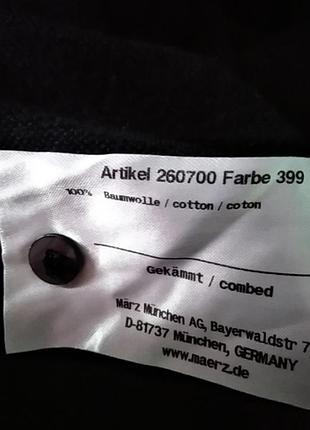 Artikel 260700 Farbe 399
100% Baumwolle / cotton / coton
Gekämmt / combed
März München AG, Bayerwaldstr 7
D-81737 München, GERMANY
www.maerz.de